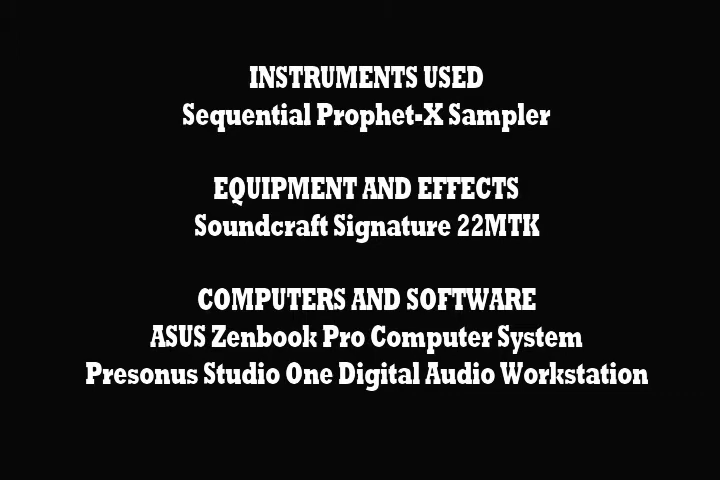 INSTRUMENTS USED
Sequential Prophet-X Sampler
EQUIPMENT AND EFFECTS
Soundcraft Signature 22MTK
COMPUTERS AND SOFTWARE
ASUS Zenbook Pro Computer System
Presonus Studio One Digital Audio Workstation